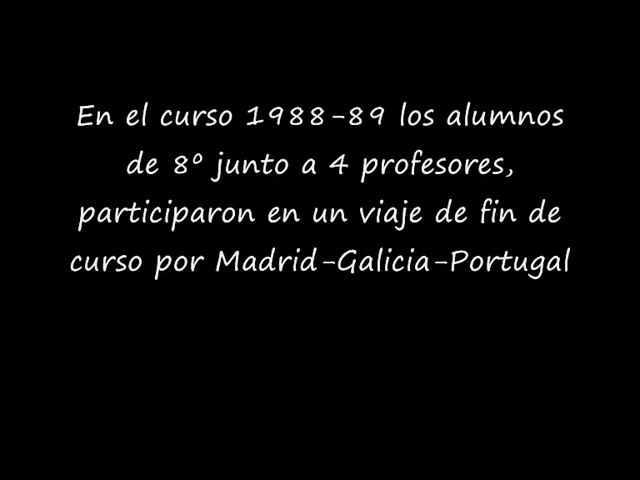 En el curso 1988-89 los alumnos
de 8º junto a 4 profesores,
participaron en un viaje de fin de
curso por Madrid-Galicia-Portugal